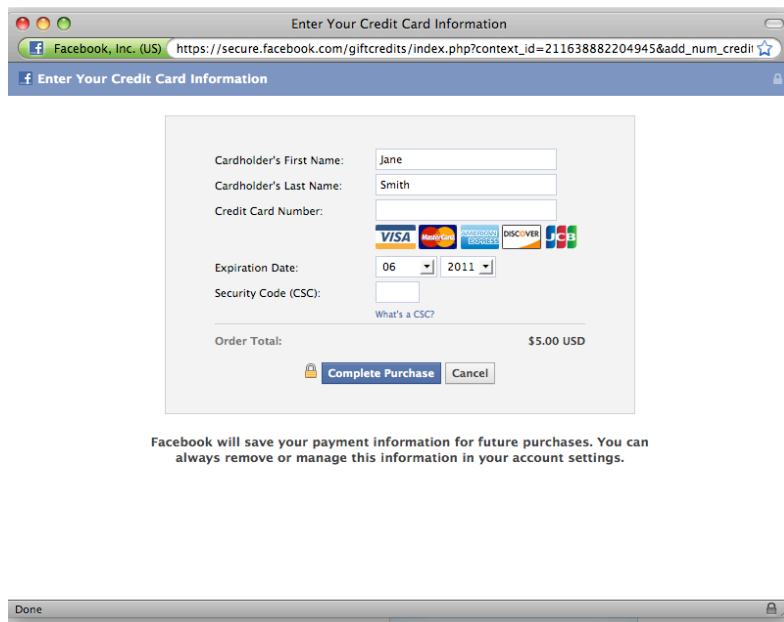 Enter Your Credit Card Information
Facebook, Inc. (US) https://secure.facebook.com/giftcredits/index.php?context_id=211638882204945&add_num_credit
Enter Your Credit Card Information
Cardholder's First Name: Jane
Cardholder's Last Name: Smith
Credit Card Number:
VISA MasterCard AMERICAN EXPRESS DISCOVER JCB
Expiration Date: 06 2011
Security Code (CSC):
What's a CSC?
Order Total: $5.00 USD
Complete Purchase Cancel
Facebook will save your payment information for future purchases. You can
always remove or manage this information in your account settings.
Done